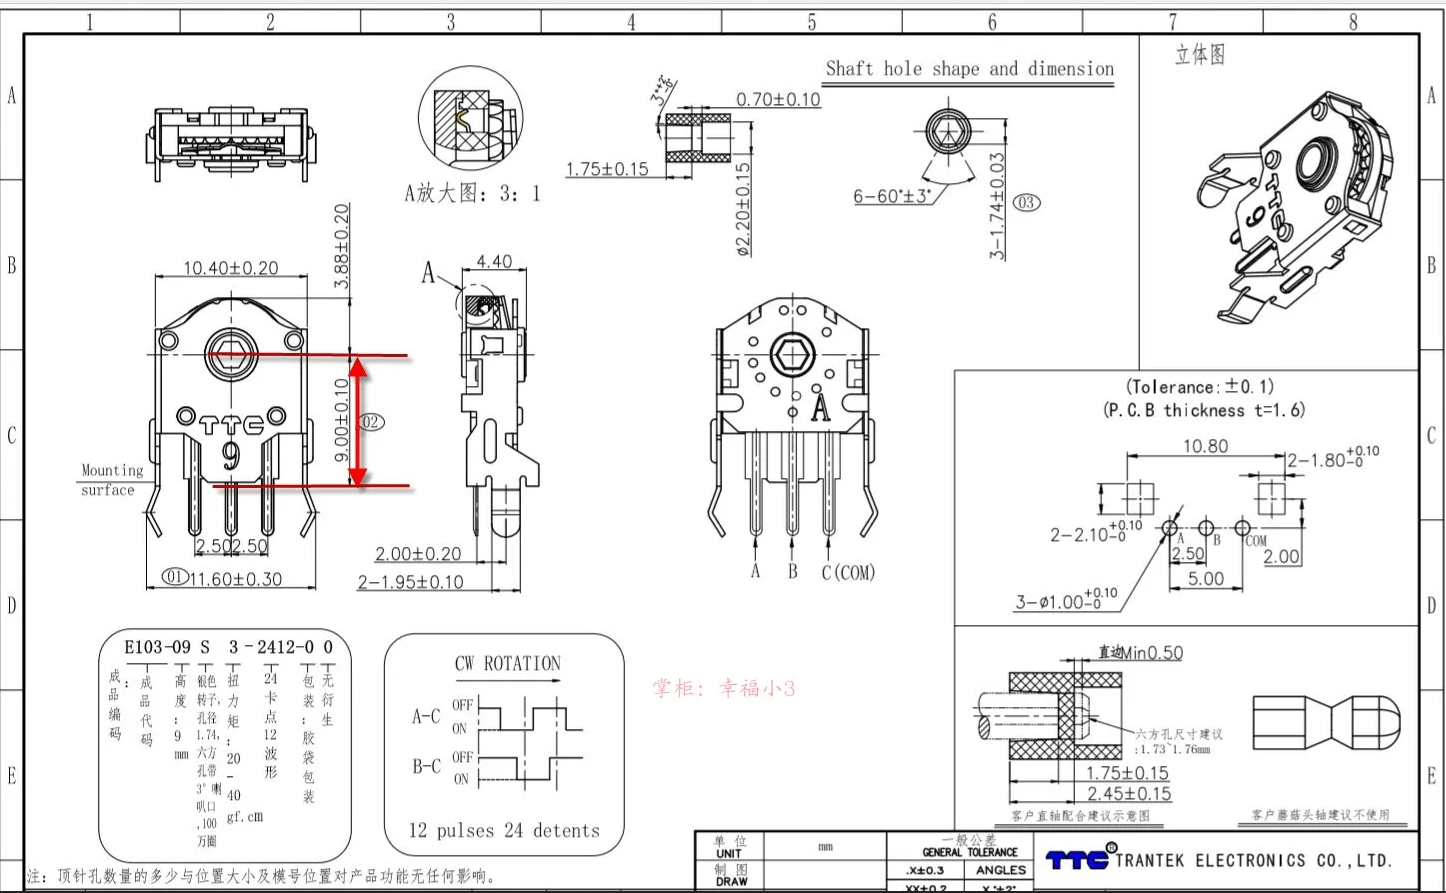 1 2 3 4 5 6 7 8
A
B
C
D
E
A
B
C
D
E
A放大图: 3: 1
3°+2°-0
0.70±0.10
1.75±0.15
ø2.20±0.15
Shaft hole shape and dimension
6-60°±3°
3-1.74±0.03
03
立体图
TTC
9
10.40±0.20
3.88±0.20
9.00±0.10
02
TTC
9
Mounting
surface
2.50 2.50
01 11.60±0.30
A
4.40
2.00±0.20
2-1.95±0.10
A
A B C(COM)
(Tolerance:±0.1)
(P.C.B thickness t=1.6)
10.80
2-1.80+0.10-0
2-2.10+0.10-0
A B COM
2.50
5.00
2.00
3-ø1.00+0.10-0
E103-09 S 3-2412-0 0
成品编码:
成品代码
高度:9mm
银色转子,孔径1.74,六方孔带3°喇叭口,100万圈
扭力矩:20-40gf.cm
24卡点12波形
包装:胶袋包装
无衍生
CW ROTATION
A-C
OFF
ON
B-C
OFF
ON
12 pulses 24 detents
掌柜: 幸福小3
直边Min0.50
六方孔尺寸建议
:1.73~1.76mm
1.75±0.15
2.45±0.15
客户直轴配合建议示意图
客户蘑菇头轴建议不使用
单 位
UNIT
mm
一般公差
GENERAL TOLERANCE
制 图
DRAW
.X±0.3
ANGLES
.XX±0.2
X.°±2°
TTC® TRANTEK ELECTRONICS CO.,LTD.
注: 顶针孔数量的多少与位置大小及模号位置对产品功能无任何影响。